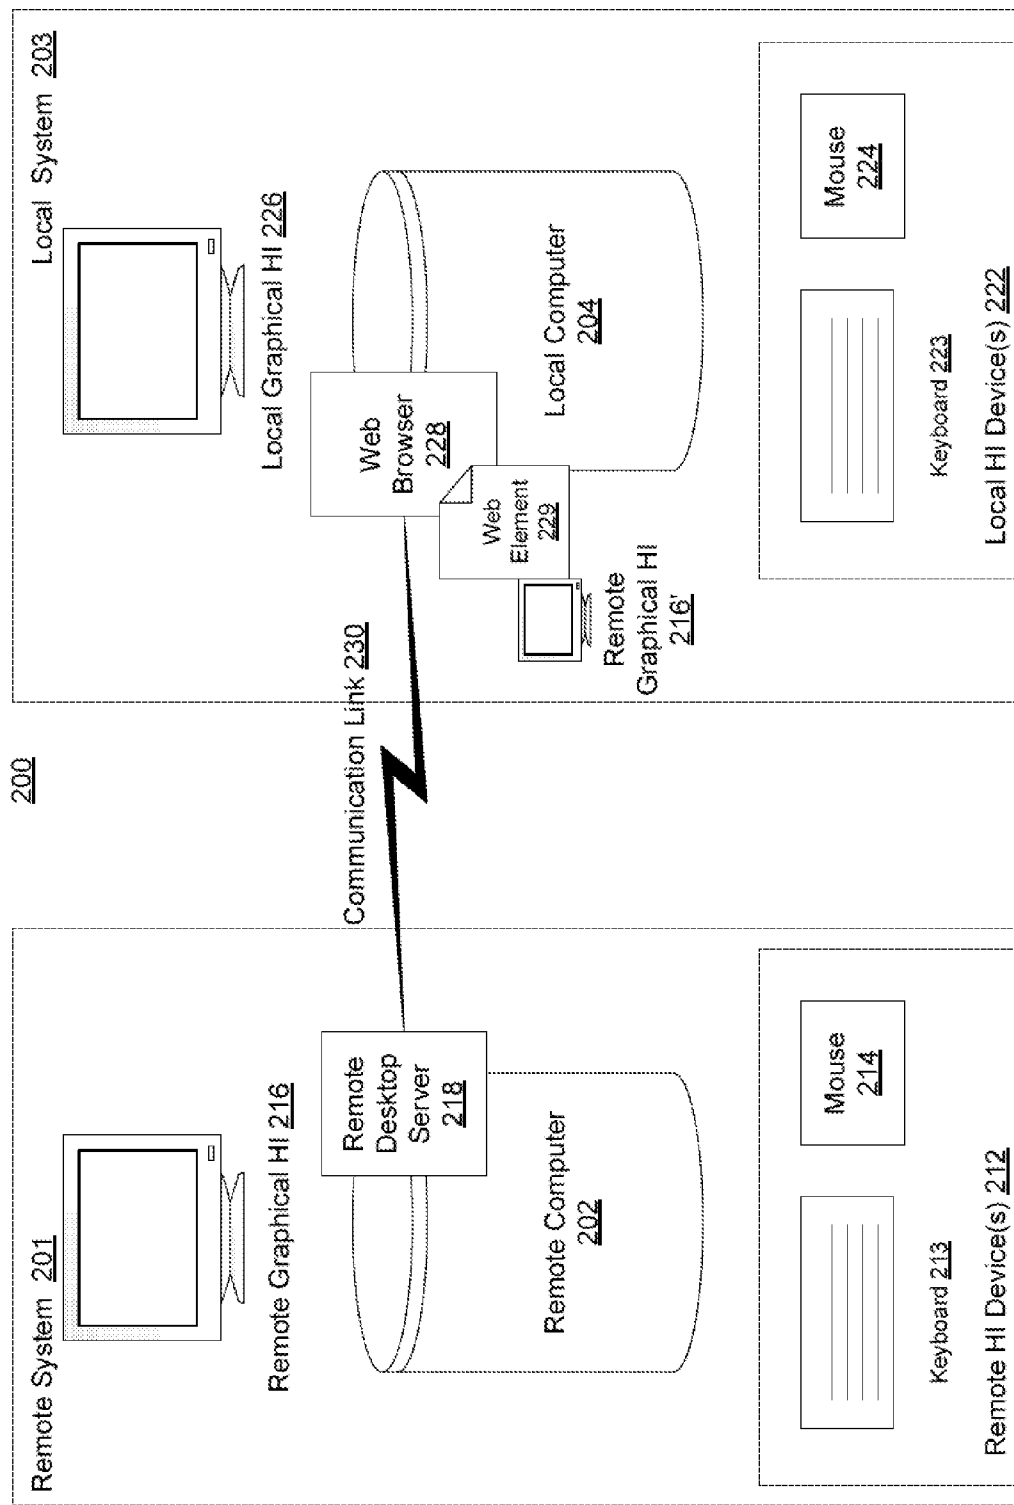 200
Remote System 201
Remote Graphical HI 216
Remote
Desktop
Server
218
Remote Computer
202
Keyboard 213
Mouse
214
Remote HI Device(s) 212
Communication Link 230
Local System 203
Local Graphical HI 226
Web
Browser
228
Web
Element
229
Remote
Graphical HI
216'
Local Computer
204
Keyboard 223
Mouse
224
Local HI Device(s) 222